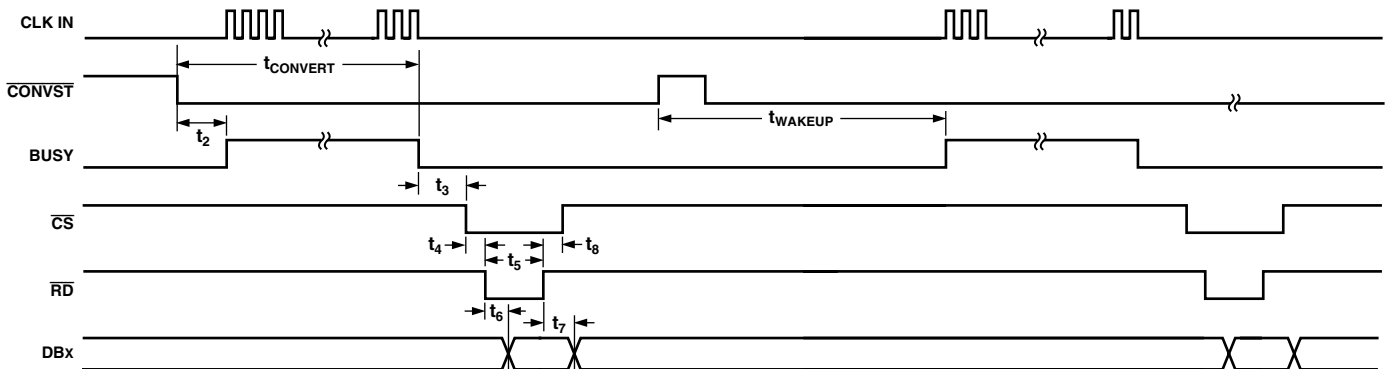 CLK IN
tCONVERT
CONVST
t2
tWAKEUP
BUSY
t3
CS
t4
t5
t8
RD
t6
t7
DBx